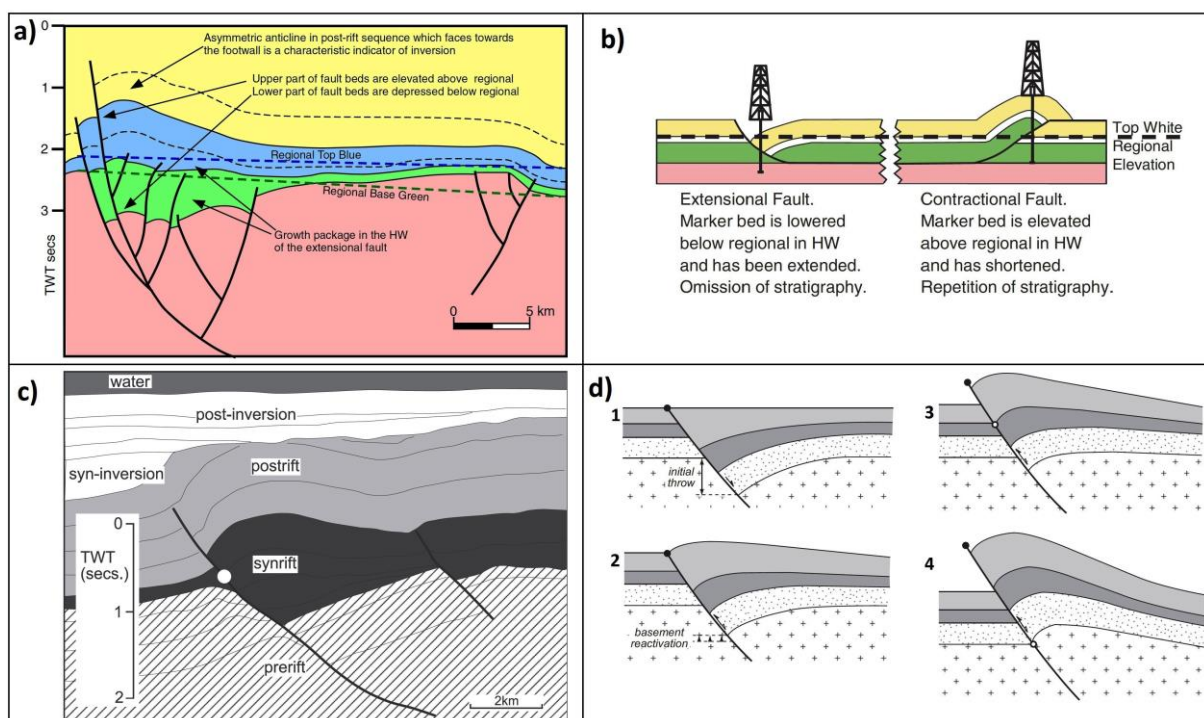 a)
0
1
2
3
TWT secs
Asymmetric anticline in post-rift sequence which faces towards
the footwall is a characteristic indicator of inversion
Upper part of fault beds are elevated above regional
Lower part of fault beds are depressed below regional
Regional Top Blue
Regional Base Green
Growth package in the HW
of the extensional fault
0
5 km
b)
Top White
Regional
Elevation
Extensional Fault.
Marker bed is lowered
below regional in HW
and has been extended.
Omission of stratigraphy.
Contractional Fault.
Marker bed is elevated
above regional in HW
and has shortened.
Repetition of stratigraphy.
c)
water
post-inversion
syn-inversion
postrift
TWT
(secs.)
0
1
2
synrift
prerift
2km
d)
1
initial
throw
2
basement
reactivation
3
4